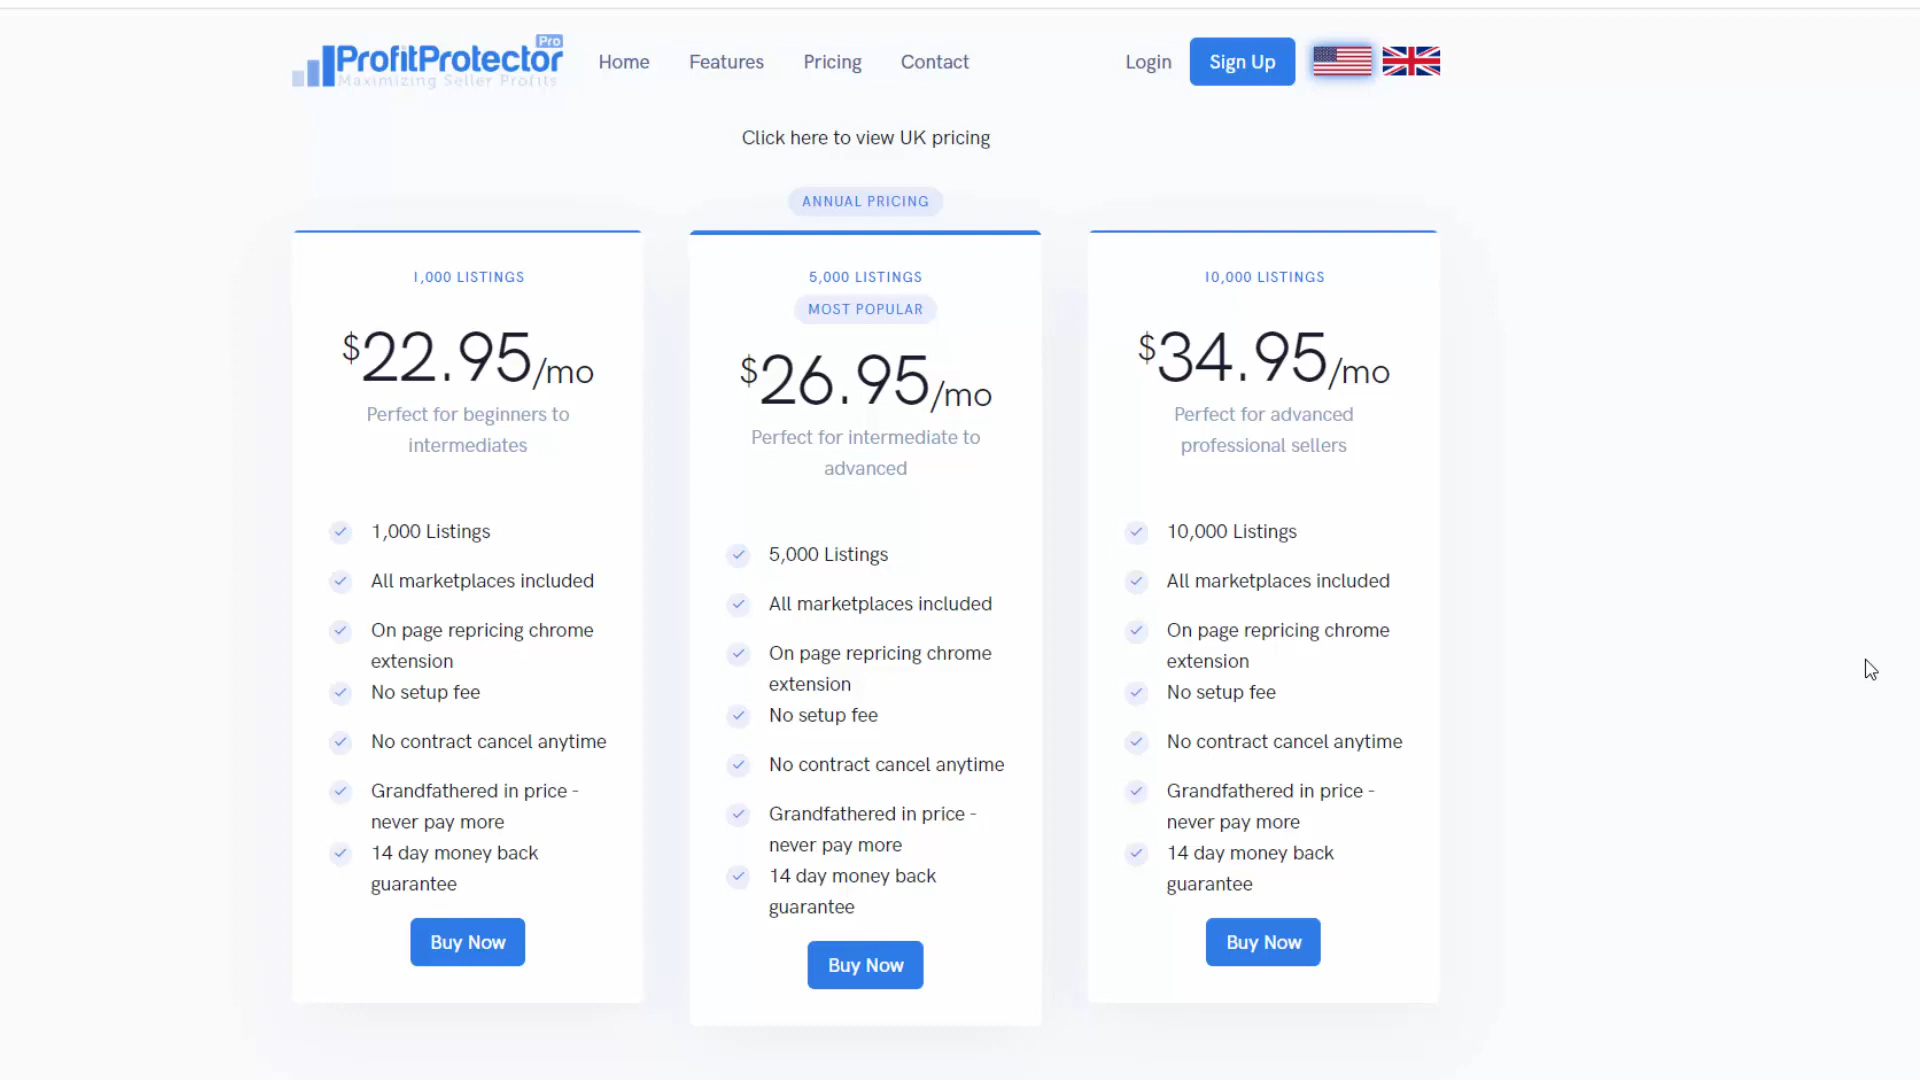 ProfitProtector Pro
Maximizing Seller Profits
Home
Features
Pricing
Contact
Login
Sign Up
Click here to view UK pricing
ANNUAL PRICING
1,000 LISTINGS
$22.95/mo
Perfect for beginners to
intermediates
1,000 Listings
All marketplaces included
On page repricing chrome
extension
No setup fee
No contract cancel anytime
Grandfathered in price -
never pay more
14 day money back
guarantee
Buy Now
5,000 LISTINGS
MOST POPULAR
$26.95/mo
Perfect for intermediate to
advanced
5,000 Listings
All marketplaces included
On page repricing chrome
extension
No setup fee
No contract cancel anytime
Grandfathered in price -
never pay more
14 day money back
guarantee
Buy Now
10,000 LISTINGS
$34.95/mo
Perfect for advanced
professional sellers
10,000 Listings
All marketplaces included
On page repricing chrome
extension
No setup fee
No contract cancel anytime
Grandfathered in price -
never pay more
14 day money back
guarantee
Buy Now